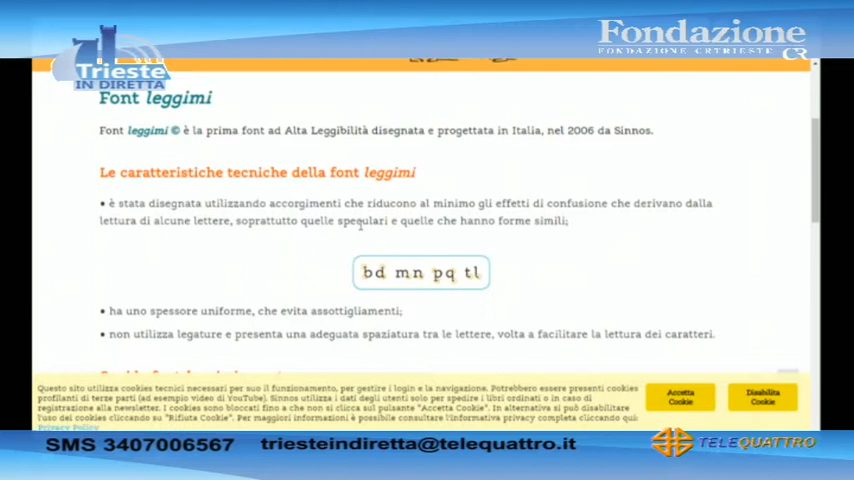 Fondazione
FONDAZIONE CRTRIESTE CR
Trieste
IN DIRETTA
Font leggimi
Font leggimi © è la prima font ad Alta Leggibilità disegnata e progettata in Italia, nel 2006 da Sinnos.
Le caratteristiche tecniche della font leggimi
• è stata disegnata utilizzando accorgimenti che riducono al minimo gli effetti di confusione che derivano dalla
lettura di alcune lettere, soprattutto quelle speculari e quelle che hanno forme simili;
bd mn pq tl
• ha uno spessore uniforme, che evita assottigliamenti;
• non utilizza legature e presenta una adeguata spaziatura tra le lettere, volta a facilitare la lettura dei caratteri.
Questo sito utilizza cookies tecnici necessari per suo il funzionamento, per gestire i login e la navigazione. Potrebbero essere presenti cookies
profilanti di terze parti (ad esempio video di YouTube). Sinnos utilizza i dati degli utenti solo per spedire i libri ordinati o in caso di
registrazione alla newsletter. I cookies sono bloccati fino a che non si clicca sul pulsante "Accetta Cookie". In alternativa si può disabilitare
l'uso dei cookies cliccando su "Rifiuta Cookie". Per maggiori informazioni è possibile consultare l'informativa privacy completa cliccando qui:
Privacy Policy
Accetta
Cookie
Disabilita
Cookie
SMS 3407006567 triesteindiretta@telequattro.it TELEQUATTRO